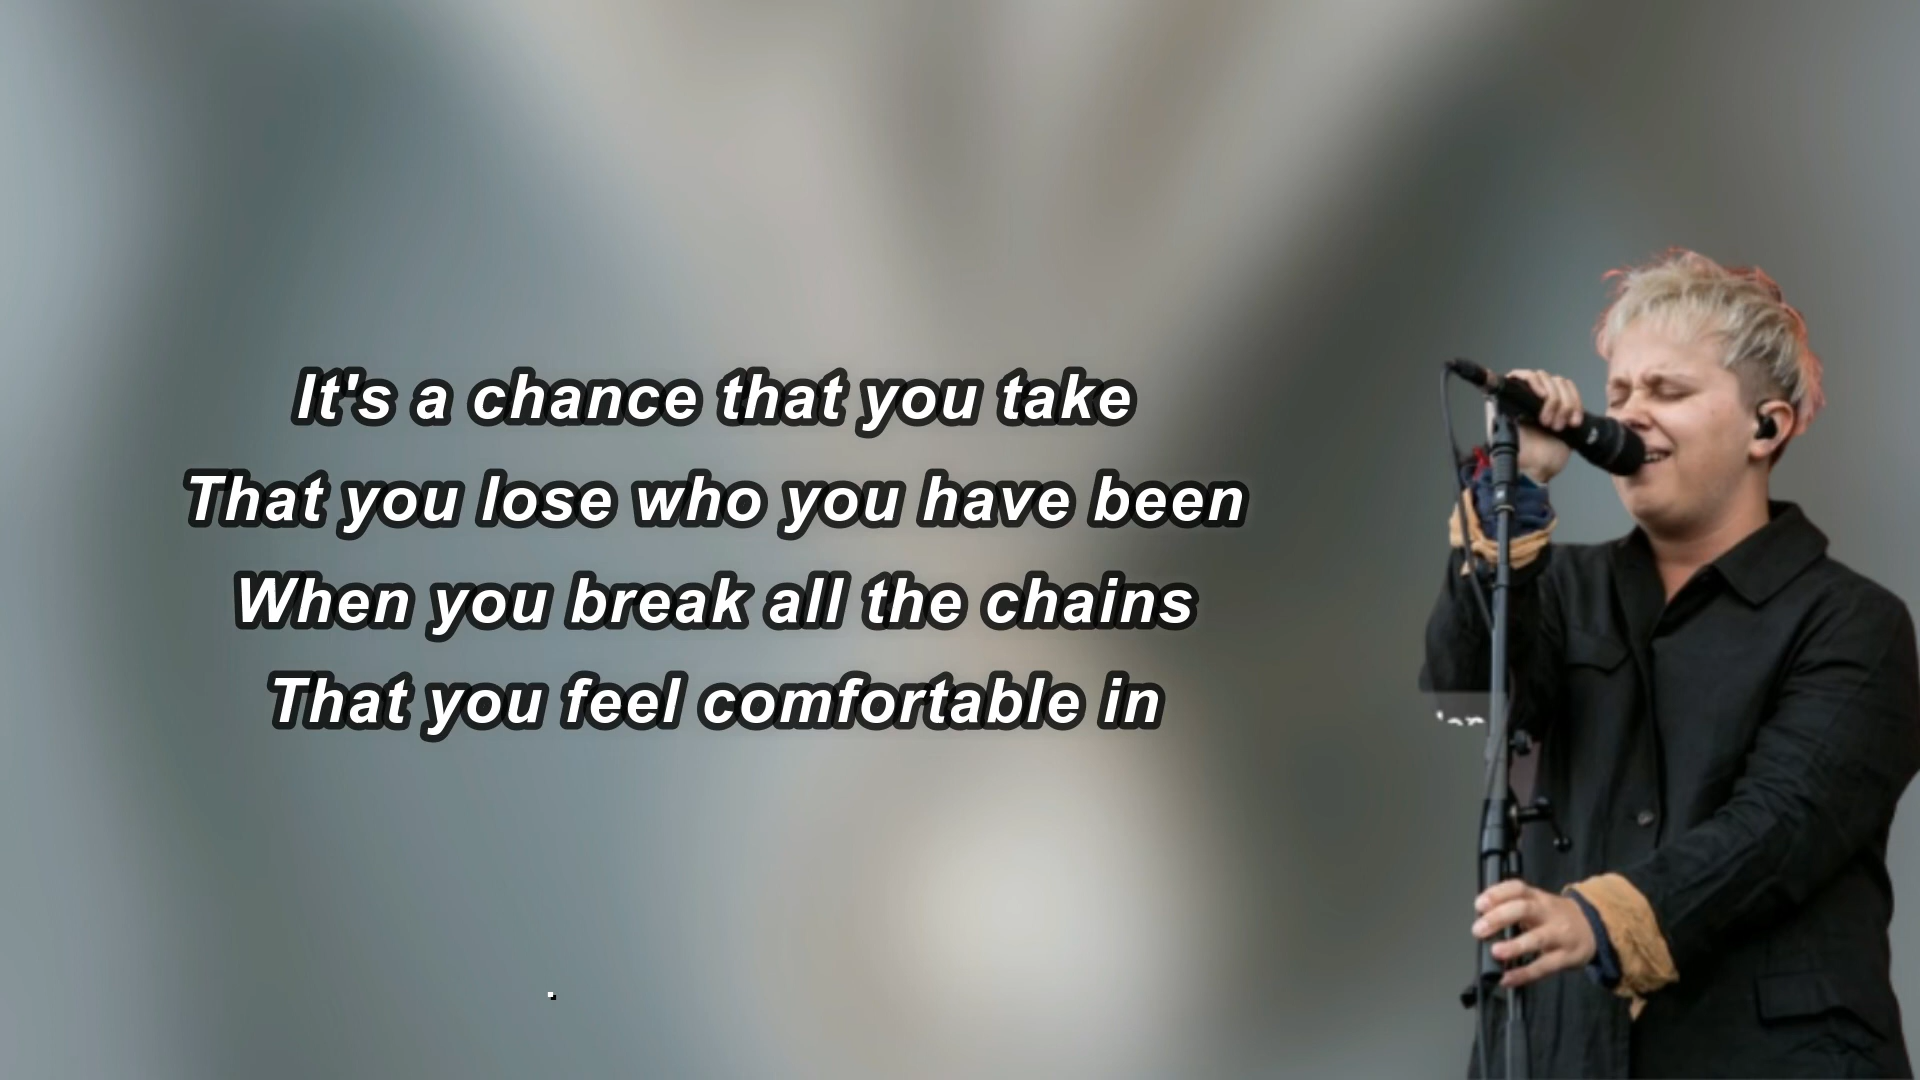 It's a chance that you take
That you lose who you have been
When you break all the chains
That you feel comfortable in